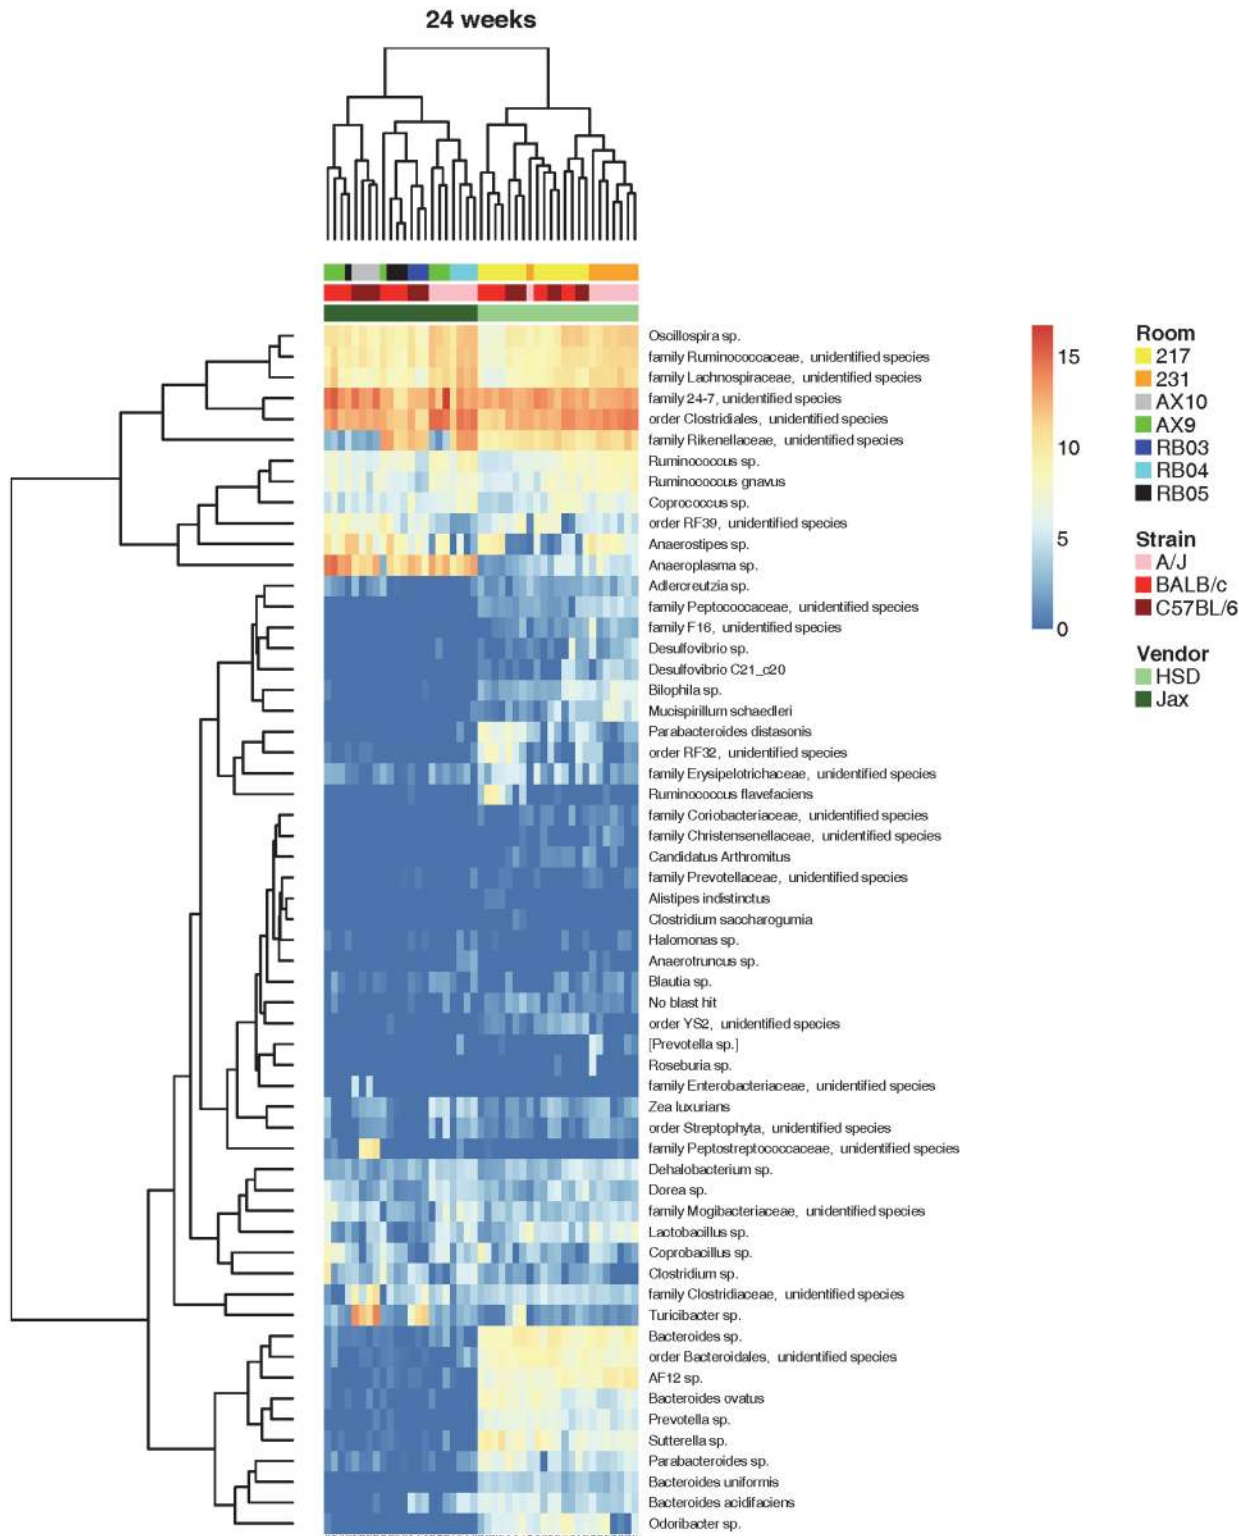 24 weeks
Oscillospira sp.
family Ruminococcaceae, unidentified species
family Lachnospiraceae, unidentified species
family 24-7, unidentified species
order Clostridiales, unidentified species
family Rikenellaceae, unidentified species
Ruminococcus sp.
Ruminococcus gnavus
Coprococcus sp.
order RF39, unidentified species
Anaerostipes sp.
Anaeroplasma sp.
Adlercreutzia sp.
family Peptococcaceae, unidentified species
family F16, unidentified species
Desulfovibrio sp.
Desulfovibrio C21_c20
Bilophila sp.
Mucispirillum schaedleri
Parabacteroides distasonis
order RF32, unidentified species
family Erysipelotrichaceae, unidentified species
Ruminococcus flavefaciens
family Coriobacteriaceae, unidentified species
family Christensenellaceae, unidentified species
Candidatus Arthromitus
family Prevotellaceae, unidentified species
Alistipes indistinctus
Clostridium saccharogumia
Halomonas sp.
Anaerotruncus sp.
Blautia sp.
No blast hit
order YS2, unidentified species
[Prevotella sp.]
Roseburia sp.
family Enterobacteriaceae, unidentified species
Zea luxurians
order Streptophyta, unidentified species
family Peptostreptococcaceae, unidentified species
Dehalobacterium sp.
Dorea sp.
family Mogibacteriaceae, unidentified species
Lactobacillus sp.
Coprobacillus sp.
Clostridium sp.
family Clostridiaceae, unidentified species
Turicibacter sp.
Bacteroides sp.
order Bacteroidales, unidentified species
AF12 sp.
Bacteroides ovatus
Prevotella sp.
Sutterella sp.
Parabacteroides sp.
Bacteroides uniformis
Bacteroides acidifaciens
Odoribacter sp.
15
10
5
0
Room
217
231
AX10
AX9
RB03
RB04
RB05
Strain
A/J
BALB/c
C57BL/6
Vendor
HSD
Jax